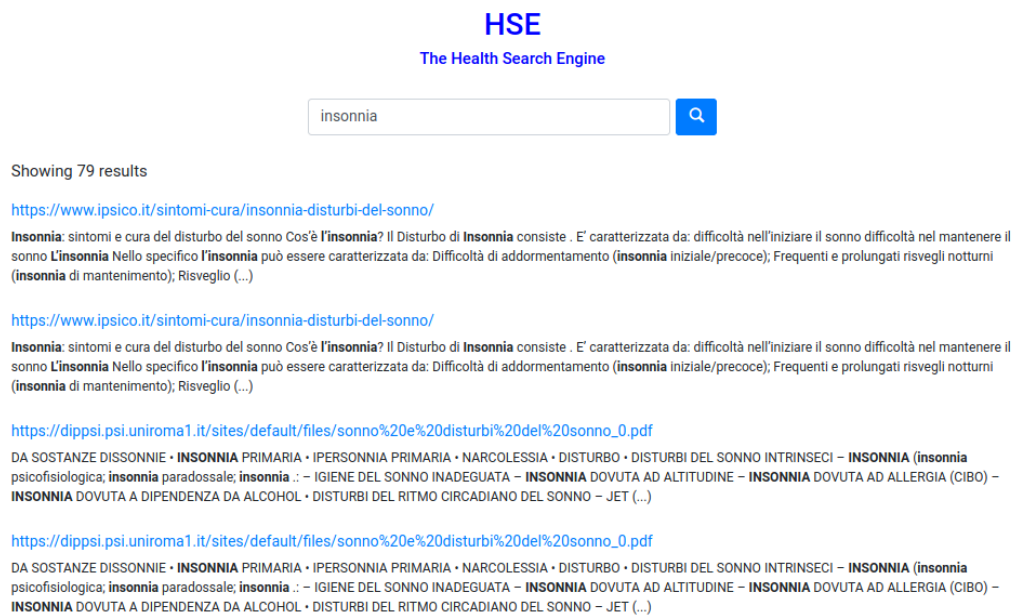 HSE
The Health Search Engine
insonnia
Showing 79 results
https://www.ipsico.it/sintomi-cura/insonnia-disturbi-del-sonno/
Insonnia: sintomi e cura del disturbo del sonno Cos'è l'insonnia? Il Disturbo di Insonnia consiste . E' caratterizzata da: difficoltà nell'iniziare il sonno difficoltà nel mantenere il
sonno L'insonnia Nello specifico l'insonnia può essere caratterizzata da: Difficoltà di addormentamento (insonnia iniziale/precoce); Frequenti e prolungati risvegli notturni
(insonnia di mantenimento); Risveglio (...)
https://www.ipsico.it/sintomi-cura/insonnia-disturbi-del-sonno/
Insonnia: sintomi e cura del disturbo del sonno Cos'è l'insonnia? Il Disturbo di Insonnia consiste . E' caratterizzata da: difficoltà nell'iniziare il sonno difficoltà nel mantenere il
sonno L'insonnia Nello specifico l'insonnia può essere caratterizzata da: Difficoltà di addormentamento (insonnia iniziale/precoce); Frequenti e prolungati risvegli notturni
(insonnia di mantenimento); Risveglio (...)
https://dippsi.psi.uniroma1.it/sites/default/files/sonno%20e%20disturbi%20del%20sonno_0.pdf
DA SOSTANZE DISSONNIE • INSONNIA PRIMARIA • IPERSONNIA PRIMARIA • NARCOLESSIA • DISTURBO • DISTURBI DEL SONNO INTRINSECI – INSONNIA (insonnia
psicofisiologica; insonnia paradossale; insonnia .: – IGIENE DEL SONNO INADEGUATA – INSONNIA DOVUTA AD ALTITUDINE – INSONNIA DOVUTA AD ALLERGIA (CIBO) –
INSONNIA DOVUTA A DIPENDENZA DA ALCOHOL • DISTURBI DEL RITMO CIRCADIANO DEL SONNO – JET (...)
https://dippsi.psi.uniroma1.it/sites/default/files/sonno%20e%20disturbi%20del%20sonno_0.pdf
DA SOSTANZE DISSONNIE • INSONNIA PRIMARIA • IPERSONNIA PRIMARIA • NARCOLESSIA • DISTURBO • DISTURBI DEL SONNO INTRINSECI – INSONNIA (insonnia
psicofisiologica; insonnia paradossale; insonnia .: – IGIENE DEL SONNO INADEGUATA – INSONNIA DOVUTA AD ALTITUDINE – INSONNIA DOVUTA AD ALLERGIA (CIBO) –
INSONNIA DOVUTA A DIPENDENZA DA ALCOHOL • DISTURBI DEL RITMO CIRCADIANO DEL SONNO – JET (...)